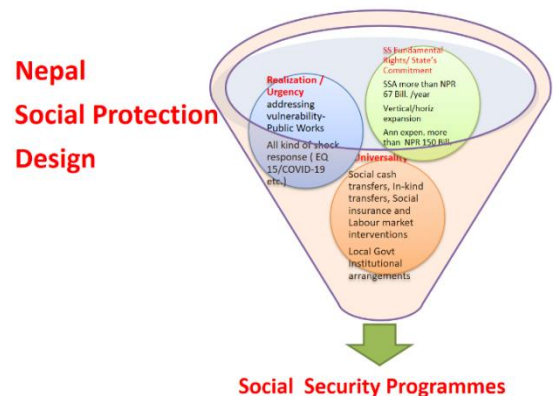 Nepal
Social Protection
Design
Realization /
Urgency
addressing
vulnerability-
Public Works
All kind of shock
response ( EQ
15/COVID-19
etc.)
SS Fundamental
Rights/ State's
Commitment
SSA more than NPR
67 Bill. /year
Vertical/horiz
expansion
Ann expen. more
than NPR 150 Bill.
Universality
Social cash
transfers, In-kind
transfers, Social
insurance and
Labour market
interventions
Local Govt
Institutional
arrangements
Social Security Programmes